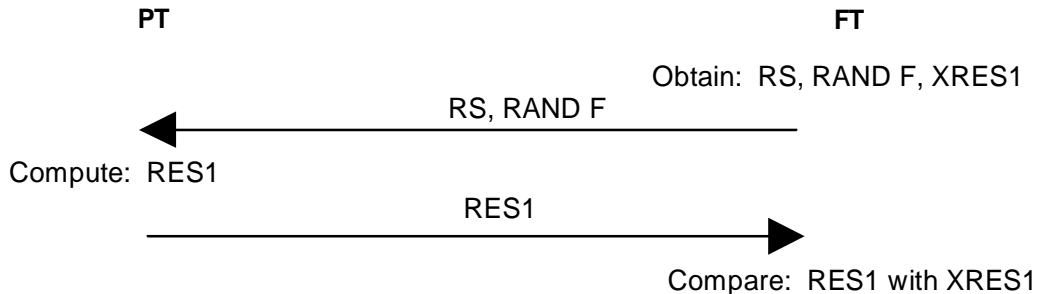 PT
FT
Obtain: RS, RAND F, XRES1
RS, RAND F
Compute: RES1
RES1
Compare: RES1 with XRES1